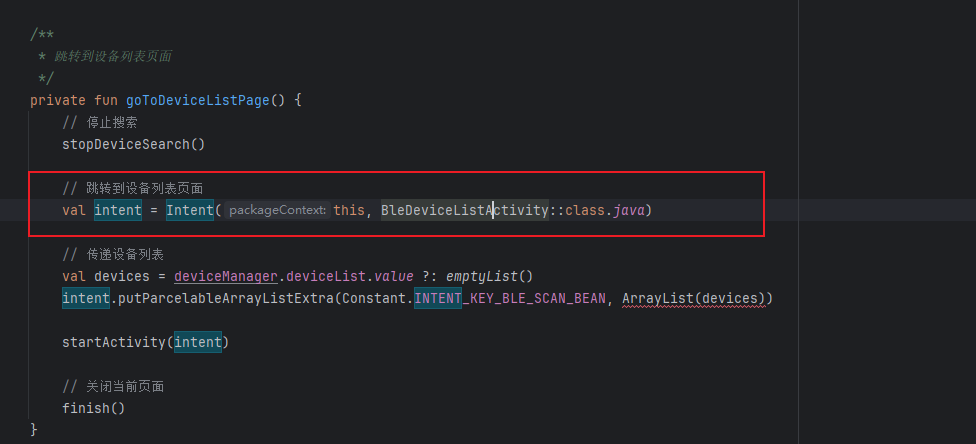 /**
* 跳转到设备列表页面
*/
private fun goToDeviceListPage() {
// 停止搜索
stopDeviceSearch()
// 跳转到设备列表页面
val intent = Intent( packageContext: this, BleDeviceListActivity::class.java)
// 传递设备列表
val devices = deviceManager.deviceList.value ?: emptyList()
intent.putParcelableArrayListExtra(Constant.INTENT_KEY_BLE_SCAN_BEAN, ArrayList(devices))
startActivity(intent)
// 关闭当前页面
finish()
}